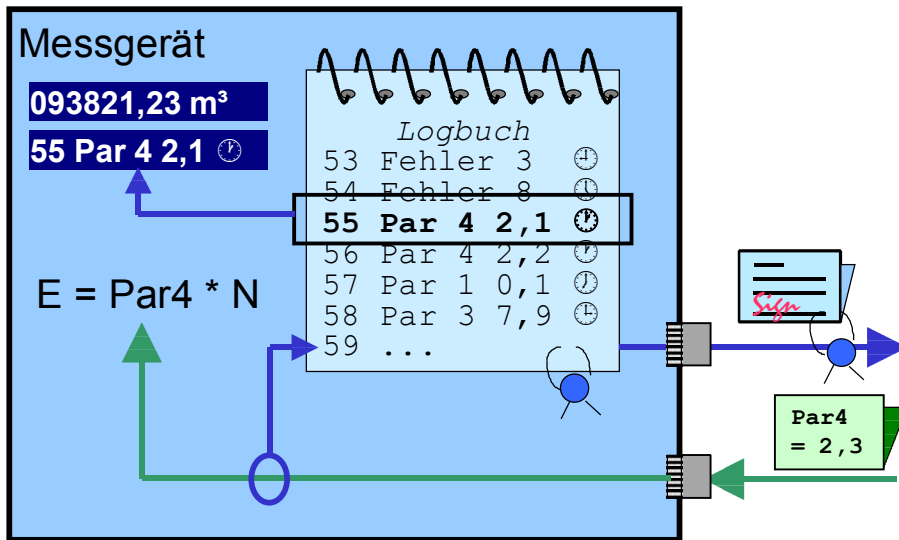 Messgerät
093821,23 m³
55 Par 4 2,1
Logbuch
53 Fehler 3
54 Fehler 8
55 Par 4 2,1
56 Par 4 2,2
57 Par 1 0,1
58 Par 3 7,9
59 ...
E = Par4 * N
Sign
Par4
= 2,3